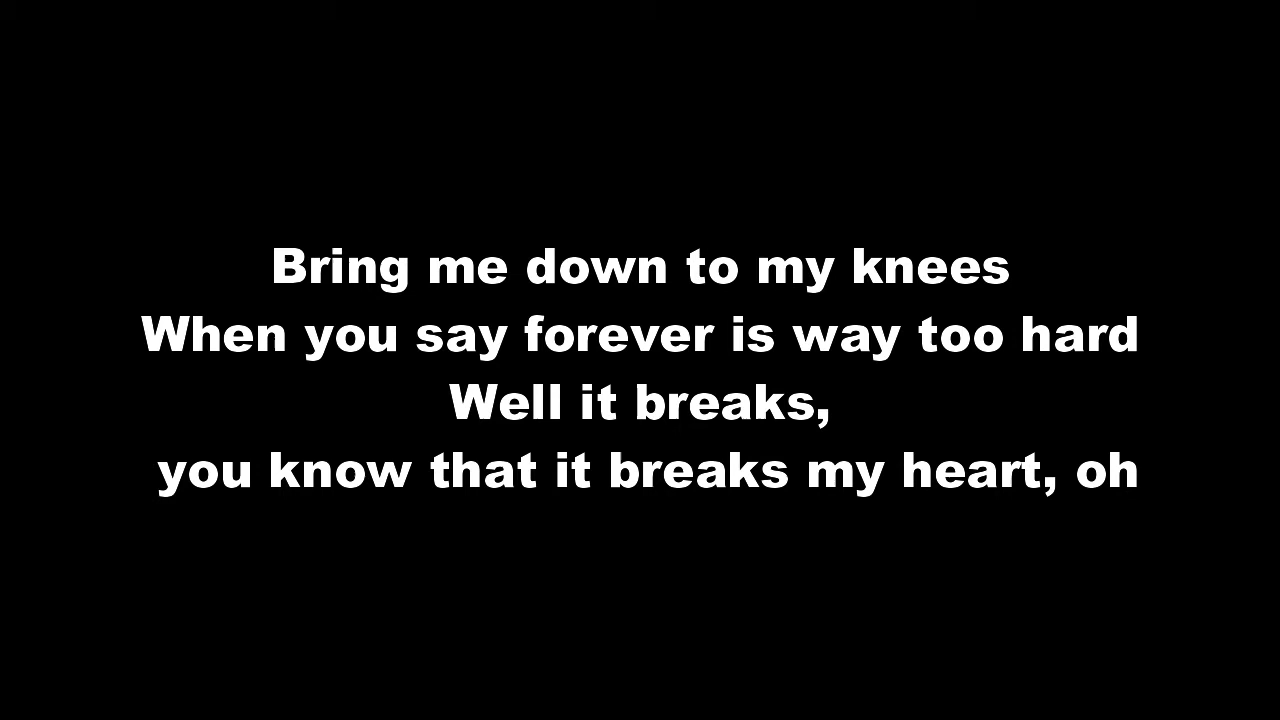 Bring me down to my knees
When you say forever is way too hard
Well it breaks,
you know that it breaks my heart, oh